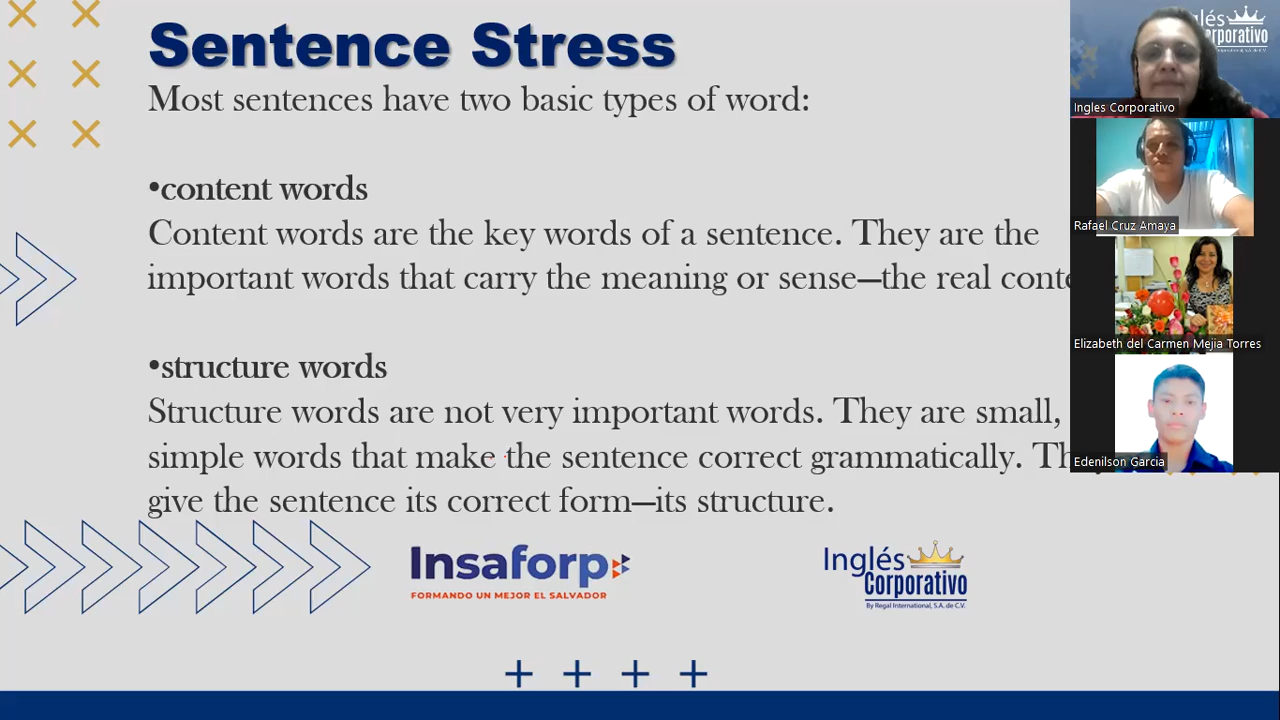 Sentence Stress
Most sentences have two basic types of word:
•content words
Content words are the key words of a sentence. They are the
important words that carry the meaning or sense—the real
•structure words
Structure words are not very important words. They are small,
simple words that make the sentence correct grammatically.
give the sentence its correct form—its structure.
Insaforp
FORMANDO UN MEJOR EL SALVADOR
Inglés
Corporativo
By Regal International, S.A. de C.V.
Corporativo
Ingles Corporativo
Rafael Cruz Amaya
Elizabeth del Carmen Mejia Torres
Edenilson Garcia